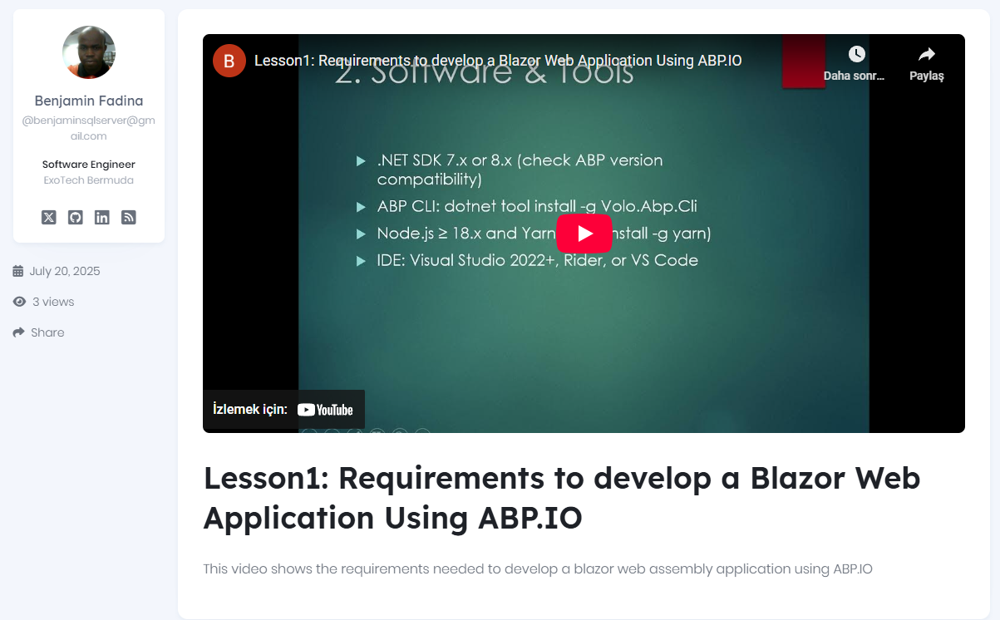 Benjamin Fadina
@benjaminsqlserver@gm
ail.com
Software Engineer
ExoTech Bermuda
July 20, 2025
3 views
Share
B
Lesson1: Requirements to develop a Blazor Web Application Using ABP.IO
Daha sonr...
Paylaş
2. Software & Tools
.NET SDK 7.x or 8.x (check ABP version
compatibility)
ABP CLI: dotnet tool install -g Volo.Abp.Cli
Node.js ≥ 18.x and Yarn install -g yarn)
IDE: Visual Studio 2022+, Rider, or VS Code
İzlemek için: YouTube
Lesson1: Requirements to develop a Blazor Web
Application Using ABP.IO
This video shows the requirements needed to develop a blazor web assembly application using ABP.IO